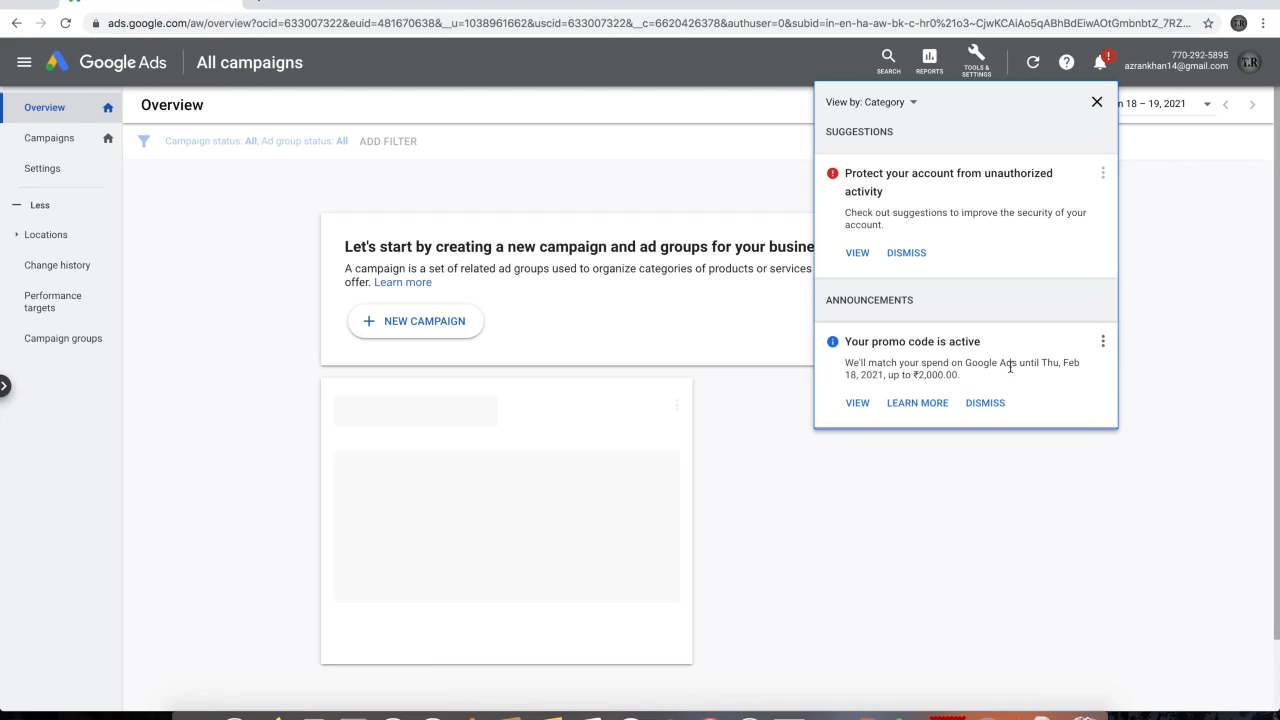 ads.google.com/aw/overview?ocid=633007322&euid=481670638&__u=1038961662&uscid=633007322&__c=6620426378&authuser=0&subid=in-en-ha-aw-bk-c-hr0%21o3~CjwKCAiAo5qABhBdEiwAOtGmbnbtZ_7RZ...
T.R
Google Ads
All campaigns
SEARCH
REPORTS
TOOLS &
SETTINGS
!
770-292-5895
azrankhan14@gmail.com
T.R
Overview
Campaigns
Settings
Less
Locations
Change history
Performance
targets
Campaign groups
Overview
18 – 19, 2021
Campaign status: All; Ad group status: All
ADD FILTER
Let's start by creating a new campaign and ad groups for your busine
A campaign is a set of related ad groups used to organize categories of products or services
offer. Learn more
+ NEW CAMPAIGN
View by: Category
SUGGESTIONS
Protect your account from unauthorized
activity
Check out suggestions to improve the security of your
account.
VIEW DISMISS
ANNOUNCEMENTS
Your promo code is active
We'll match your spend on Google Ads until Thu, Feb
18, 2021, up to ₹2,000.00.
VIEW LEARN MORE DISMISS